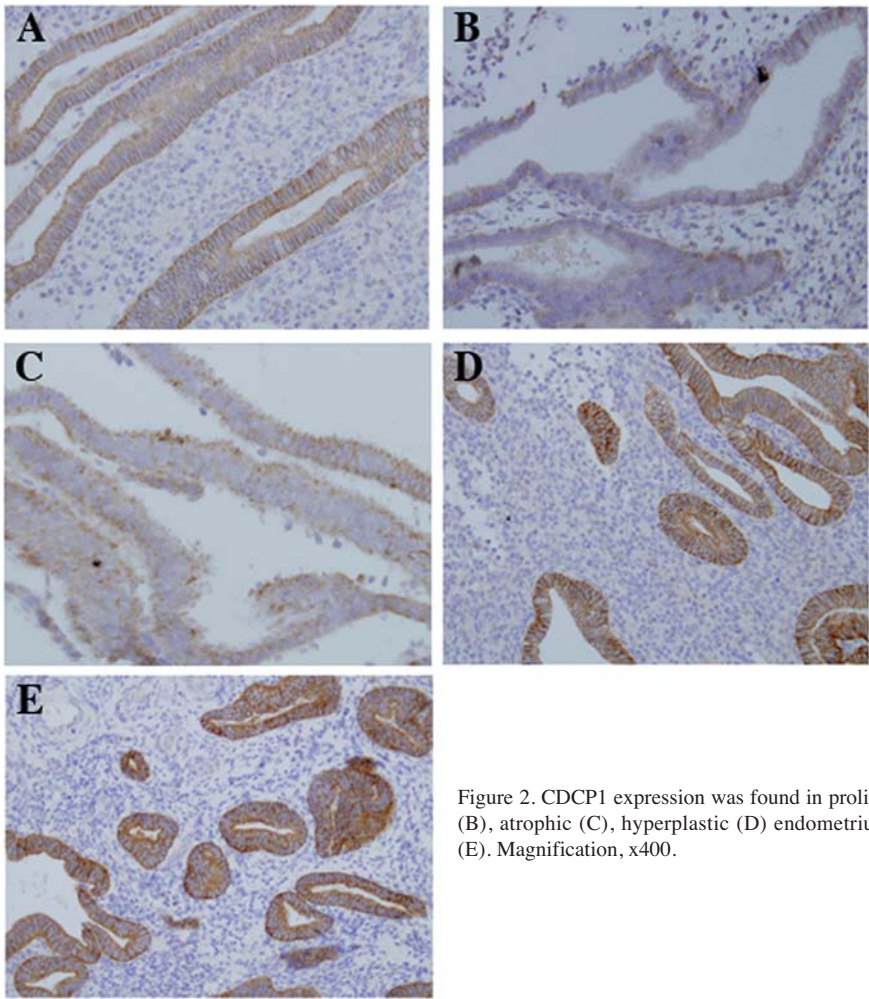 A
B
C
D
E
Figure 2. CDCP1 expression was found in proli
(B), atrophic (C), hyperplastic (D) endometriu
(E). Magnification, x400.